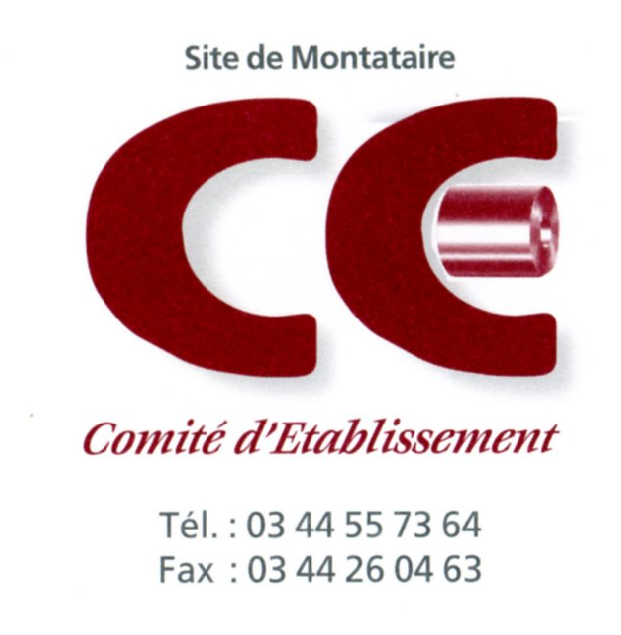 Site de Montataire
CE
Comité d'Etablissement
Tél. : 03 44 55 73 64
Fax : 03 44 26 04 63